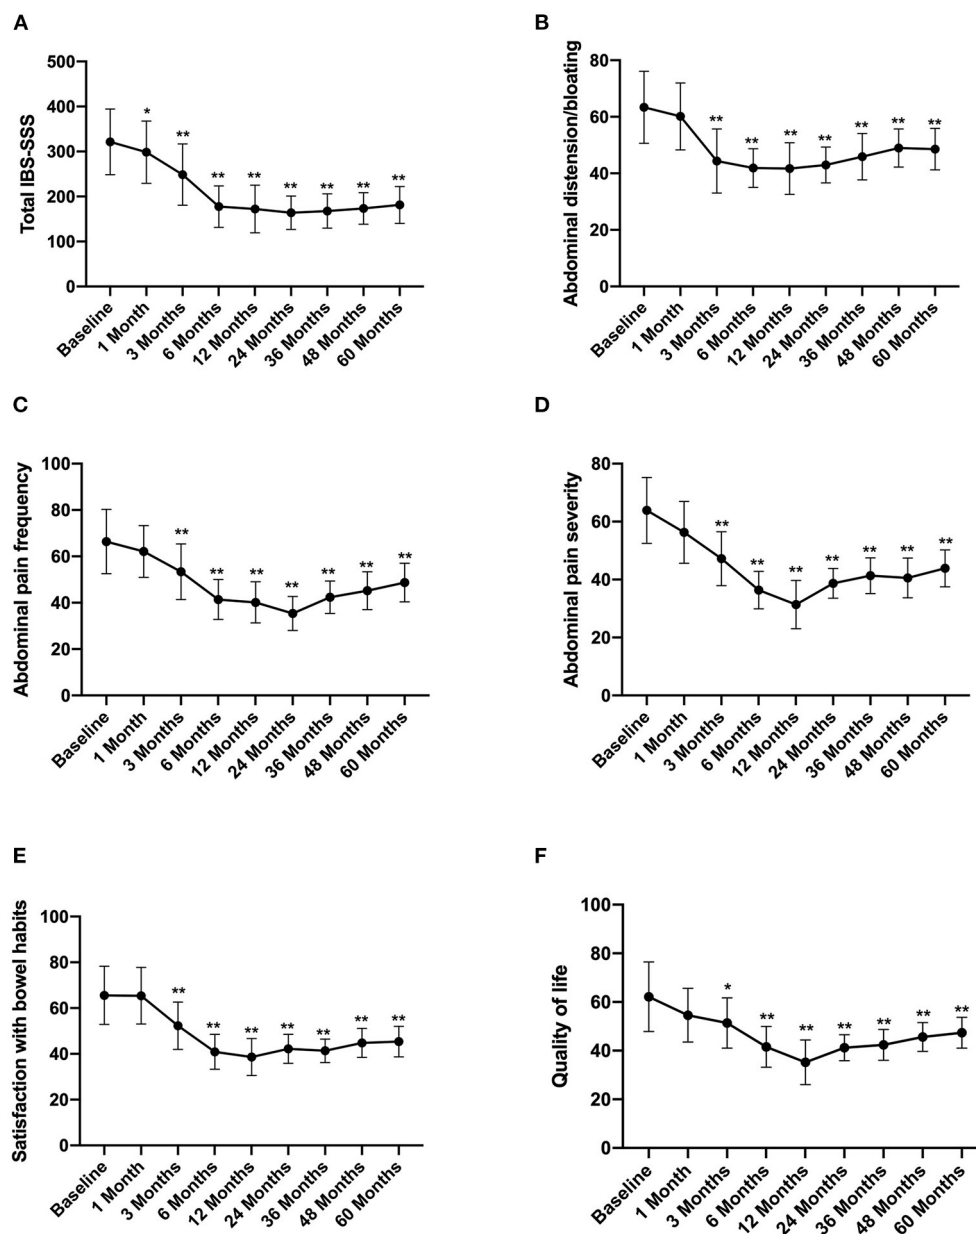 A
Total IBS-SSS
500
400
300
200
100
0
*
**
**
**
**
**
**
**
Baseline
1 Month
3 Months
6 Months
12 Months
24 Months
36 Months
48 Months
60 Months
B
Abdominal distension/bloating
80
60
40
20
0
**
**
**
**
**
**
**
Baseline
1 Month
3 Months
6 Months
12 Months
24 Months
36 Months
48 Months
60 Months
C
Abdominal pain frequency
100
80
60
40
20
0
**
**
**
**
**
**
**
Baseline
1 Month
3 Months
6 Months
12 Months
24 Months
36 Months
48 Months
60 Months
D
Abdominal pain severity
80
60
40
20
0
**
**
**
**
**
**
**
Baseline
1 Month
3 Months
6 Months
12 Months
24 Months
36 Months
48 Months
60 Months
E
Satisfaction with bowel habits
100
80
60
40
20
0
**
**
**
**
**
**
**
Baseline
1 Month
3 Months
6 Months
12 Months
24 Months
36 Months
48 Months
60 Months
F
Quality of life
100
80
60
40
20
0
*
**
**
**
**
**
**
Baseline
1 Month
3 Months
6 Months
12 Months
24 Months
36 Months
48 Months
60 Months